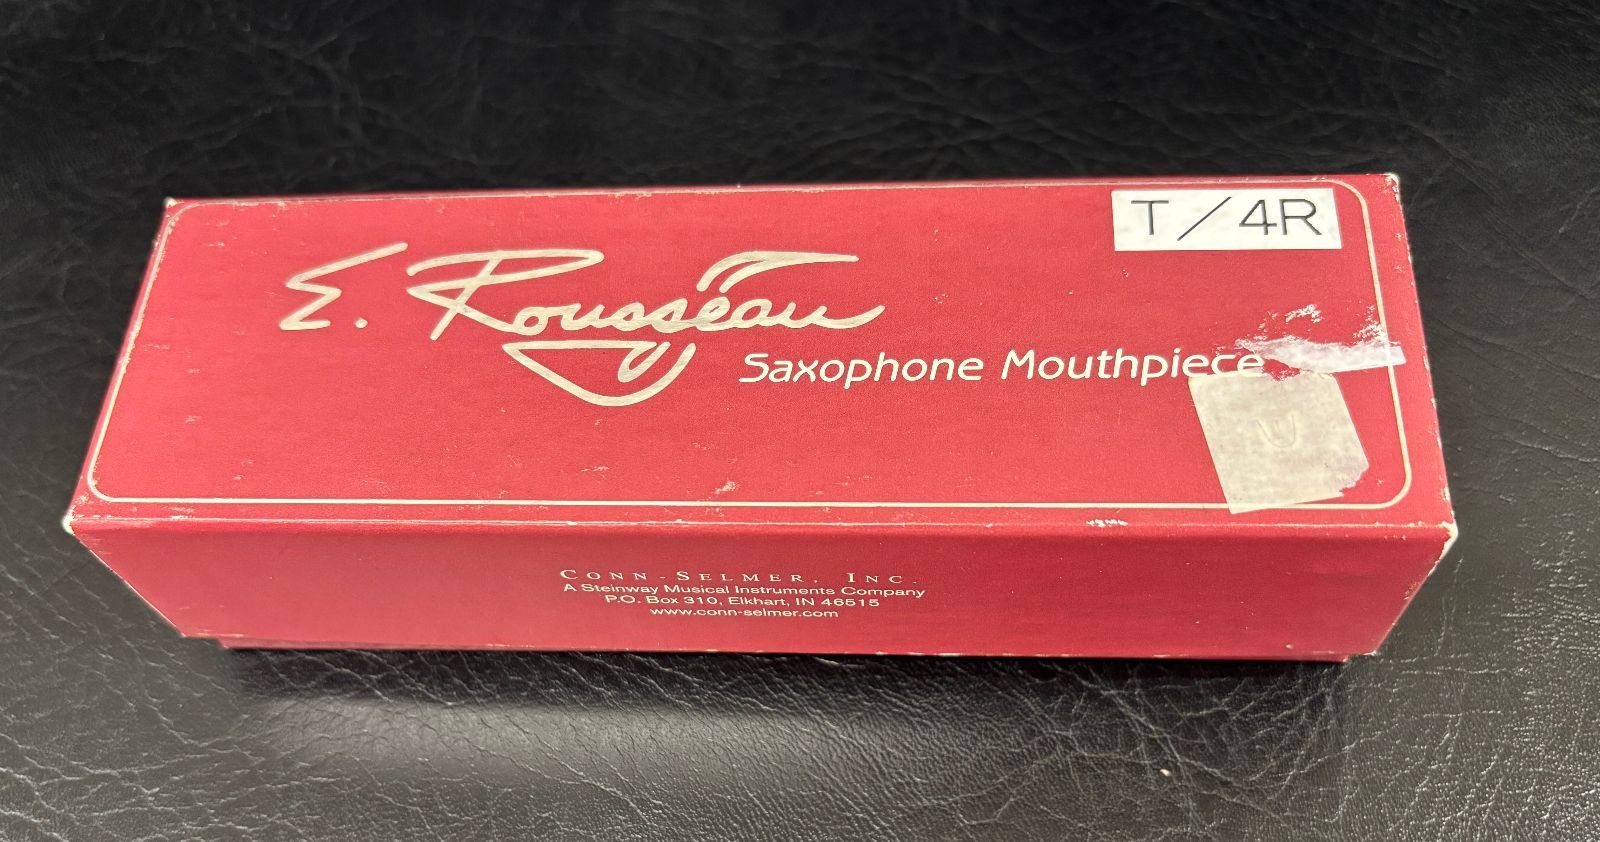 T/4R
E. Rousseau
Saxophone Mouthpiece
CONN-SELMER, INC.
A Steinway Musical Instruments Company
P.O. Box 310, Elkhart, IN 46515
www.conn-selmer.com